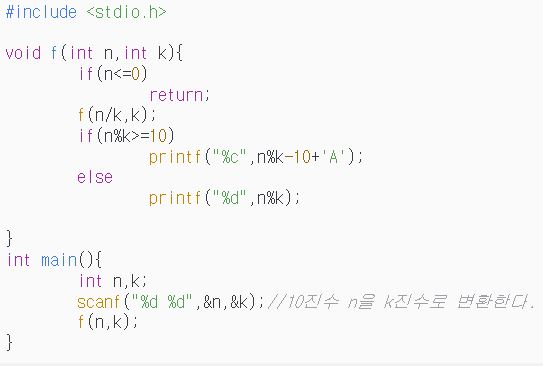 #include <stdio.h>
void f(int n,int k){
if(n<=0)
return;
f(n/k,k);
if(n%k>=10)
printf("%c",n%k-10+'A');
else
printf("%d",n%k);
}
int main(){
int n,k;
scanf("%d %d",&n,&k);//10진수 n을 k진수로 변환한다.
f(n,k);
}